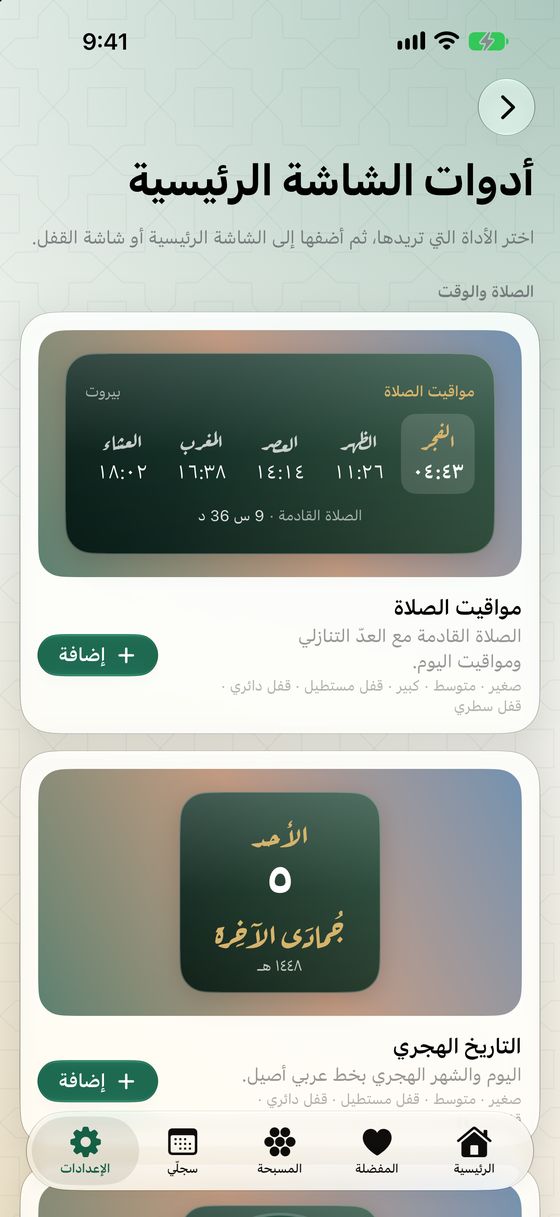 9:41
أدوات الشاشة الرئيسية
اختر الأداة التي تريدها، ثم أضفها إلى الشاشة الرئيسية أو شاشة القفل.
الصلاة والوقت
مواقيت الصلاة
بيروت
الفجر الظهر العصر المغرب العشاء
٠٤:٤٣ ١١:٢٦ ١٤:١٤ ١٦:٣٨ ١٨:٠٢
الصلاة القادمة · 9 س 36 د
مواقيت الصلاة
الصلاة القادمة مع العدّ التنازلي
ومواقيت اليوم.
صغير · متوسط · كبير · قفل مستطيل · قفل دائري ·
قفل سطري
إضافة
الأحد
٥
جُمادَى الآخِرة
١٤٤٨ هـ
التاريخ الهجري
اليوم والشهر الهجري بخط عربي أصيل.
صغير · متوسط · قفل مستطيل · قفل دائري ·
إضافة
الرئيسية
المفضلة
المسبحة
سجلّي
الإعدادات